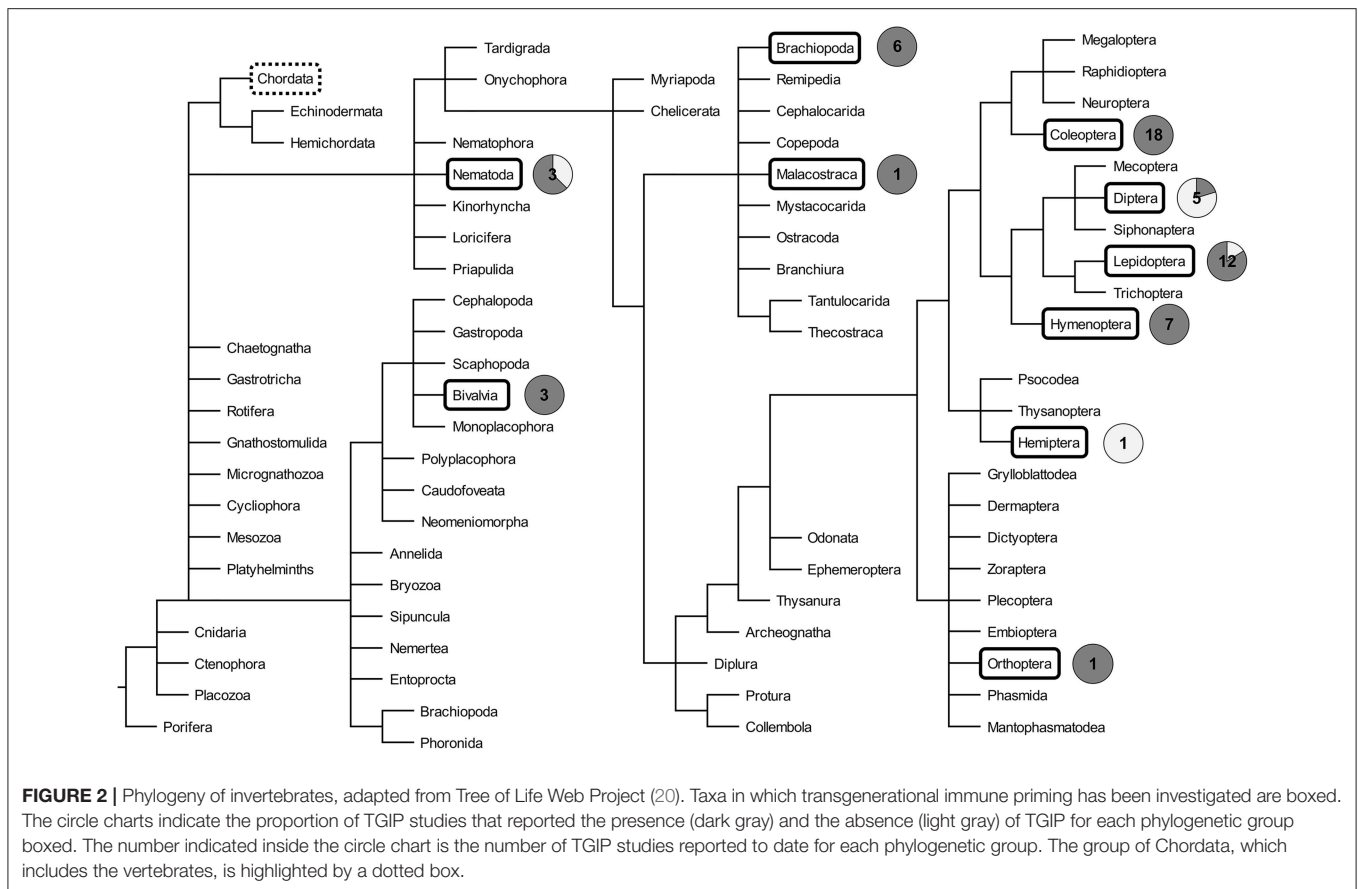 Chordata
Echinodermata
Hemichordata
Chaetognatha
Gastrotricha
Rotifera
Gnathostomulida
Micrognathozoa
Cycliophora
Mesozoa
Platyhelminths
Cnidaria
Ctenophora
Placozoa
Porifera
Tardigrada
Onychophora
Nematophora
Nematoda 3
Kinorhyncha
Loricifera
Priapulida
Cephalopoda
Gastropoda
Scaphopoda
Bivalvia 3
Monoplacophora
Polyplacophora
Caudofoveata
Neomeniomorpha
Annelida
Bryozoa
Sipuncula
Nemertea
Entoprocta
Brachiopoda
Phoronida
Myriapoda
Chelicerata
Brachiopoda 6
Remipedia
Cephalocarida
Copepoda
Malacostraca 1
Mystacocarida
Ostracoda
Branchiura
Tantulocarida
Thecostraca
Odonata
Ephemeroptera
Thysanura
Archeognatha
Diplura
Protura
Collembola
Megaloptera
Raphidioptera
Neuroptera
Coleoptera 18
Mecoptera
Diptera 5
Siphonaptera
Lepidoptera 12
Trichoptera
Hymenoptera 7
Psocodea
Thysanoptera
Hemiptera 1
Grylloblattodea
Dermaptera
Dictyoptera
Zoraptera
Plecoptera
Embioptera
Orthoptera 1
Phasmida
Mantophasmatodea
FIGURE 2 | Phylogeny of invertebrates, adapted from Tree of Life Web Project (20). Taxa in which transgenerational immune priming has been investigated are boxed.
The circle charts indicate the proportion of TGIP studies that reported the presence (dark gray) and the absence (light gray) of TGIP for each phylogenetic group
boxed. The number indicated inside the circle chart is the number of TGIP studies reported to date for each phylogenetic group. The group of Chordata, which
includes the vertebrates, is highlighted by a dotted box.